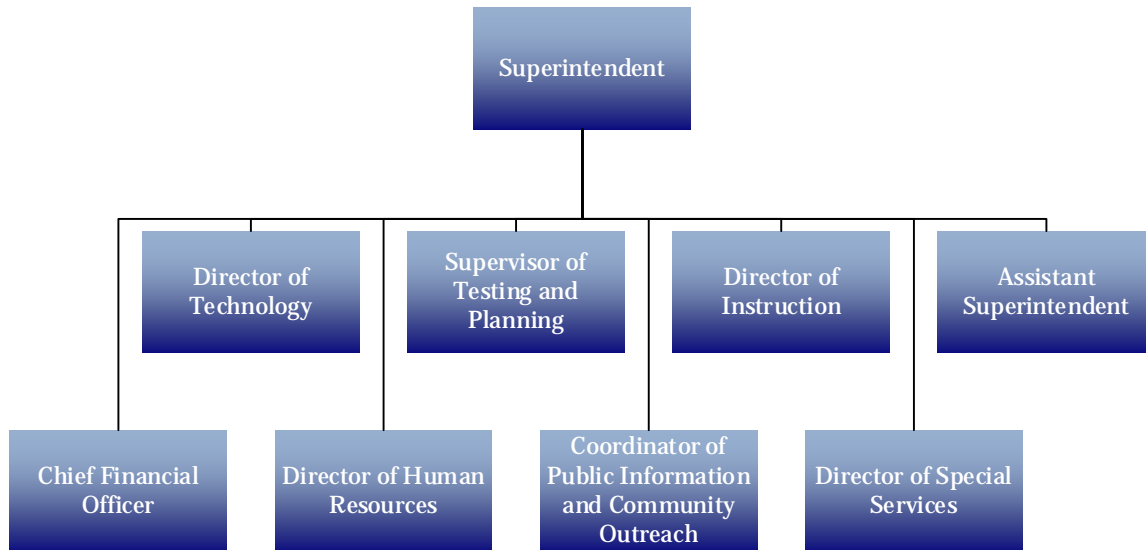 Superintendent
Director of
Technology
Supervisor of
Testing and
Planning
Director of
Instruction
Assistant
Superintendent
Chief Financial
Officer
Director of Human
Resources
Coordinator of
Public Information
and Community
Outreach
Director of Special
Services